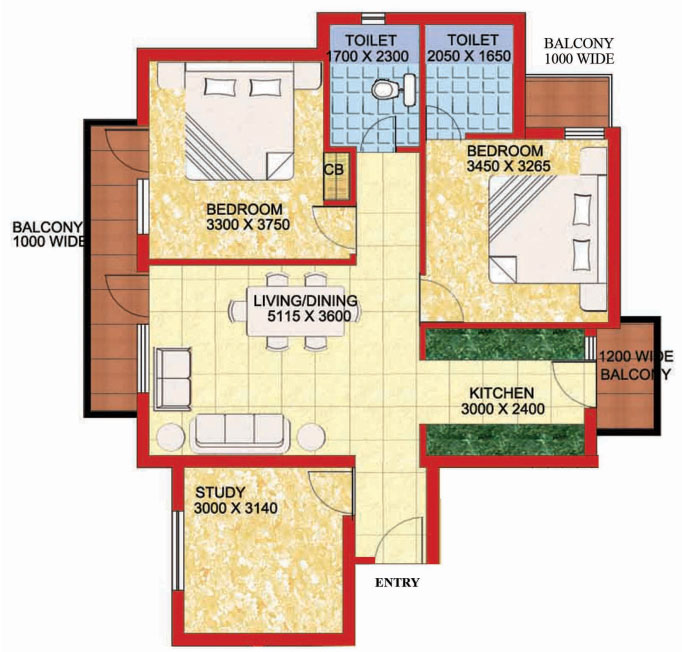 TOILET
1700 X 2300
TOILET
2050 X 1650
BALCONY
1000 WIDE
BEDROOM
3450 X 3265
CB
BEDROOM
3300 X 3750
BALCONY
1000 WIDE
LIVING/DINING
5115 X 3600
1200 WIDE
BALCONY
KITCHEN
3000 X 2400
STUDY
3000 X 3140
ENTRY